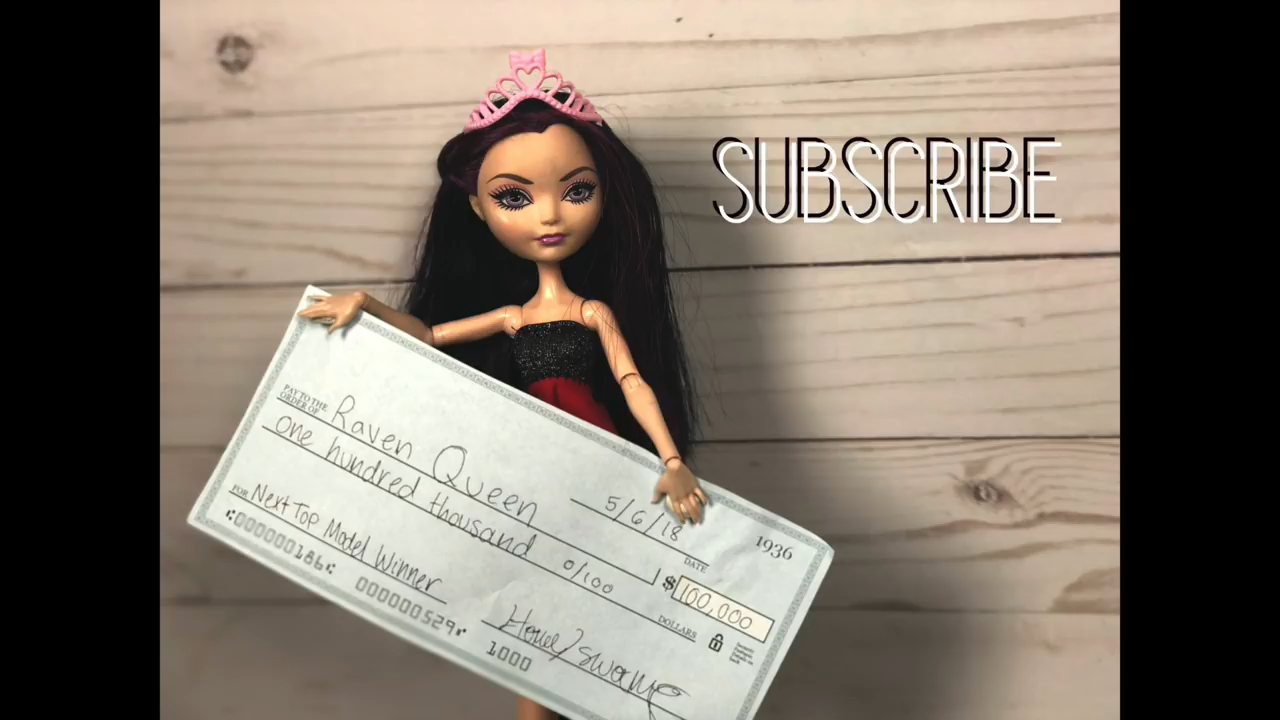 SUBSCRIBE
PAY TO THE
ORDER OF
Raven Queen
One hundred thousand 0/100
5/6/18
DATE
1936
$ 100,000
DOLLARS
FOR Next Top Model Winner
000000186 000000529
1000